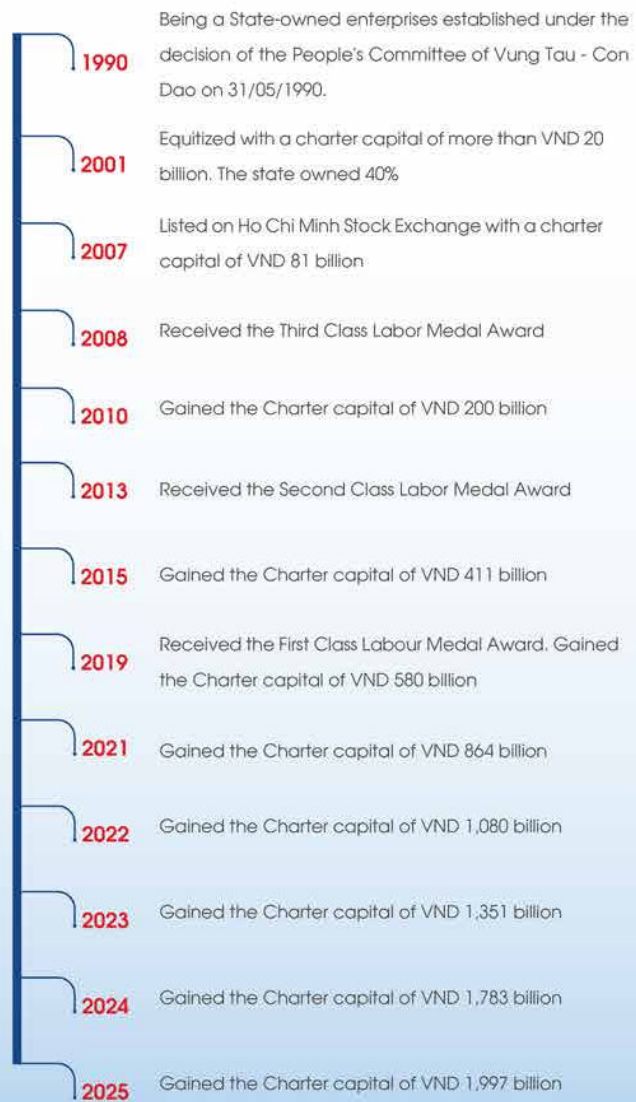 Being a State-owned enterprises established under the
1990
decision of the People's Committee of Vung Tau - Con
Dao on 31/05/1990.
Equitized with a charter capital of more than VND 20
2001
billion. The state owned 40%
Listed on Ho Chi Minh Stock Exchange with a charter
2007
capital of VND 81 billion
2008 Received the Third Class Labor Medal Award
2010 Gained the Charter capital of VND 200 billion
2013 Received the Second Class Labor Medal Award
2015 Gained the Charter capital of VND 411 billion
Received the First Class Labour Medal Award. Gained
2019
the Charter capital of VND 580 billion
2021 Gained the Charter capital of VND 864 billion
2022 Gained the Charter capital of VND 1,080 billion
2023 Gained the Charter capital of VND 1,351 billion
2024 Gained the Charter capital of VND 1,783 billion
2025 Gained the Charter capital of VND 1,997 billion